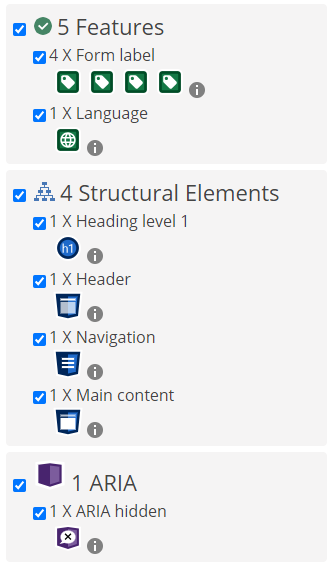 5 Features
4 X Form label
1 X Language
4 Structural Elements
1 X Heading level 1
h1
1 X Header
1 X Navigation
1 X Main content
1 ARIA
1 X ARIA hidden